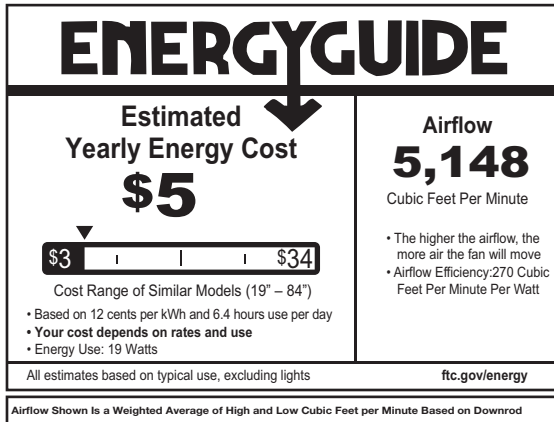 ENERGYGUIDE
Estimated
Yearly Energy Cost
$5
$3
$34
Cost Range of Similar Models (19” – 84”)
• Based on 12 cents per kWh and 6.4 hours use per day
• Your cost depends on rates and use
• Energy Use: 19 Watts
Airflow
5,148
Cubic Feet Per Minute
• The higher the airflow, the
more air the fan will move
• Airflow Efficiency:270 Cubic
Feet Per Minute Per Watt
All estimates based on typical use, excluding lights
ftc.gov/energy
Airflow Shown Is a Weighted Average of High and Low Cubic Feet per Minute Based on Downrod